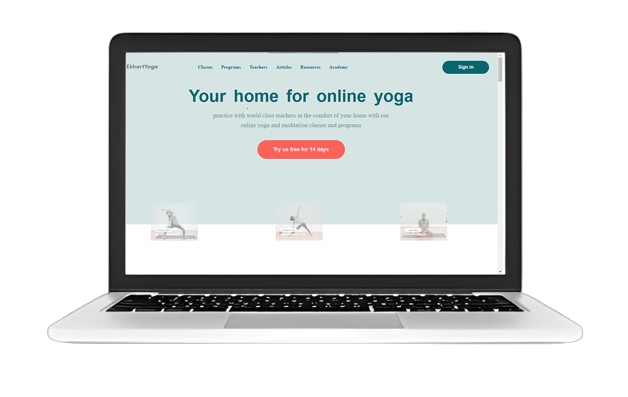 EkhartYoga
Classes Programs Teachers Articles Resources Academy
Sign in
Your home for online yoga
practice with world class teachers in the comfort of your home with our
online yoga and meditation classes and programs
Try us free for 14 days